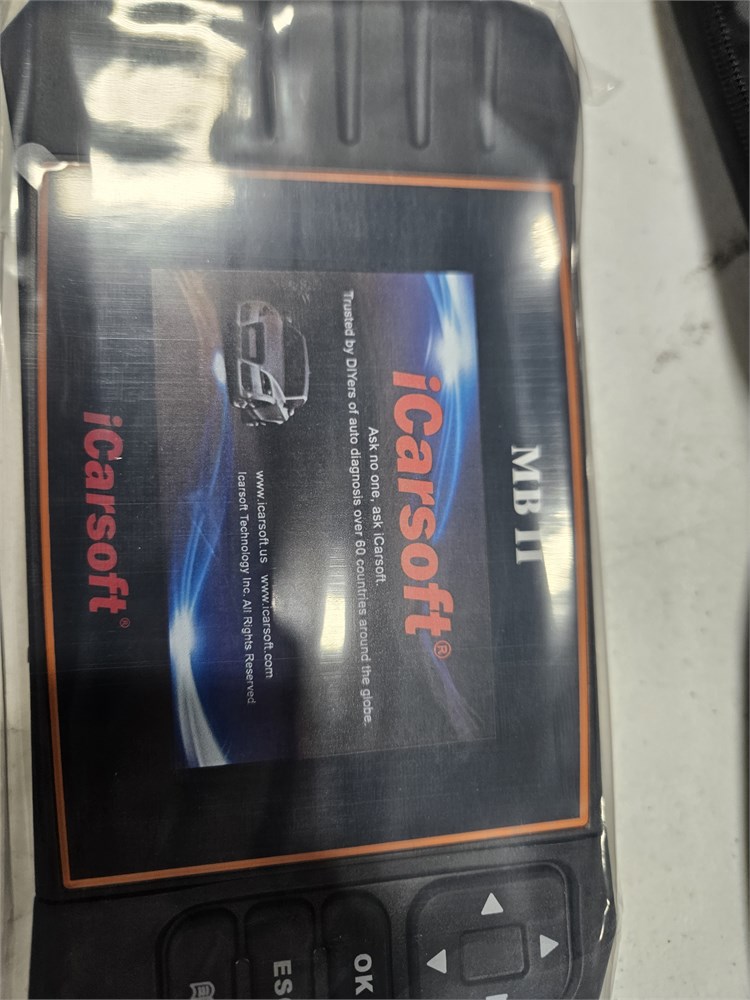 MB II
iCarsoft®
Ask no one, ask iCarsoft.
Trusted by DIYers of auto diagnosis over 60 countries around the globe.
www.icarsoft.us www.icarsoft.com
Icarsoft Technology Inc. All Rights Reserved
iCarsoft®
OK